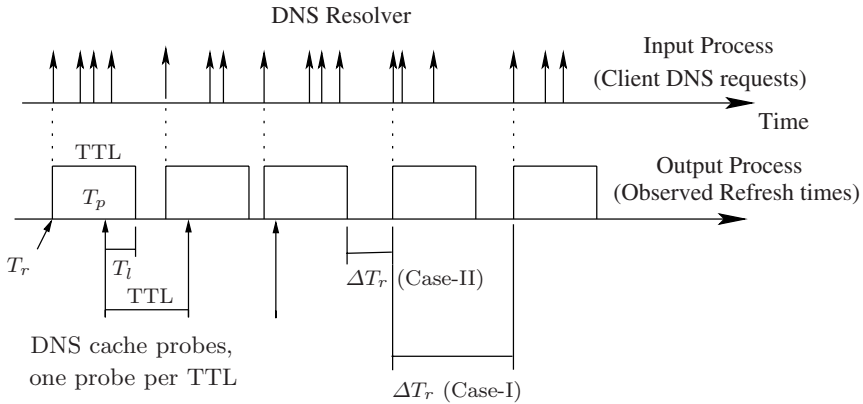 DNS Resolver
Input Process
(Client DNS requests)
Time
TTL
Output Process
(Observed Refresh times)
T_p
T_r
T_l
TTL
ΔT_r (Case-II)
DNS cache probes,
one probe per TTL
ΔT_r (Case-I)